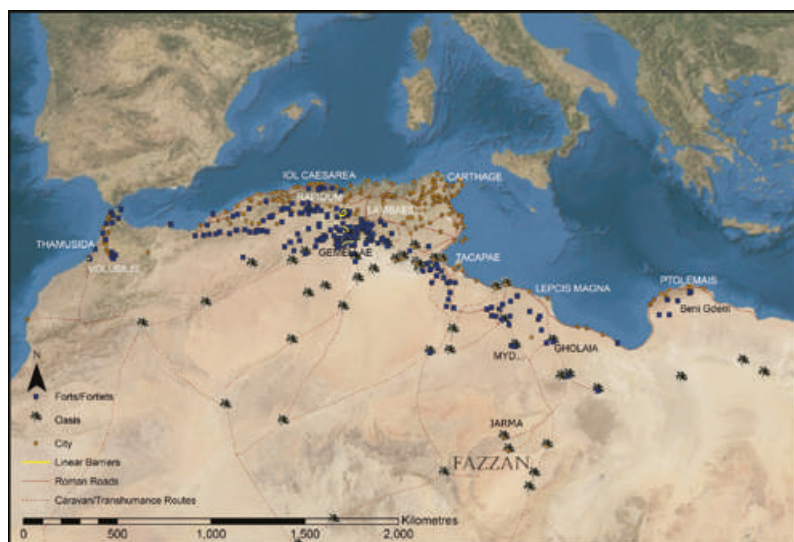 IOL CAESAREA
CARTHAGE
RAPIDUM
THAMUSIDA
VOLUBILIS
GEMELLAE
TACAPAE
LEPCIS MAGNA
PTOLEMAIS
Beni Gdem
MYD...
GHOLAIA
JARMA
FAZZAN
N
Forts/Fortlets
Oasis
City
Linear Barriers
Roman Roads
Caravan/Transhumance Routes
0 500 1,000 1,500 2,000 Kilometres